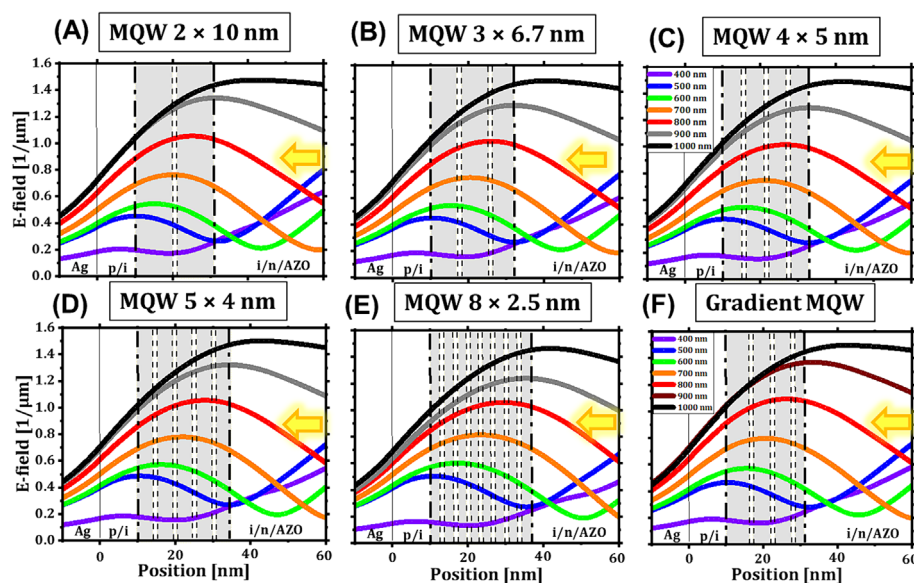 (A) MQW 2 × 10 nm
(B) MQW 3 × 6.7 nm
(C) MQW 4 × 5 nm
E-field [1/µm]
1.6
1.4
1.2
1.0
0.8
0.6
0.4
0.2
0.0
Ag p/i i/n/AZO
Ag p/i i/n/AZO
400 nm
500 nm
600 nm
700 nm
800 nm
900 nm
1000 nm
Ag p/i i/n/AZO
(D) MQW 5 × 4 nm
(E) MQW 8 × 2.5 nm
(F) Gradient MQW
E-field [1/µm]
1.6
1.4
1.2
1.0
0.8
0.6
0.4
0.2
0.0
Ag p/i i/n/AZO
0 20 40 60
Position [nm]
Ag p/i i/n/AZO
0 20 40 60
Position [nm]
400 nm
500 nm
600 nm
700 nm
800 nm
900 nm
1000 nm
Ag p/i i/n/AZO
0 20 40 60
Position [nm]